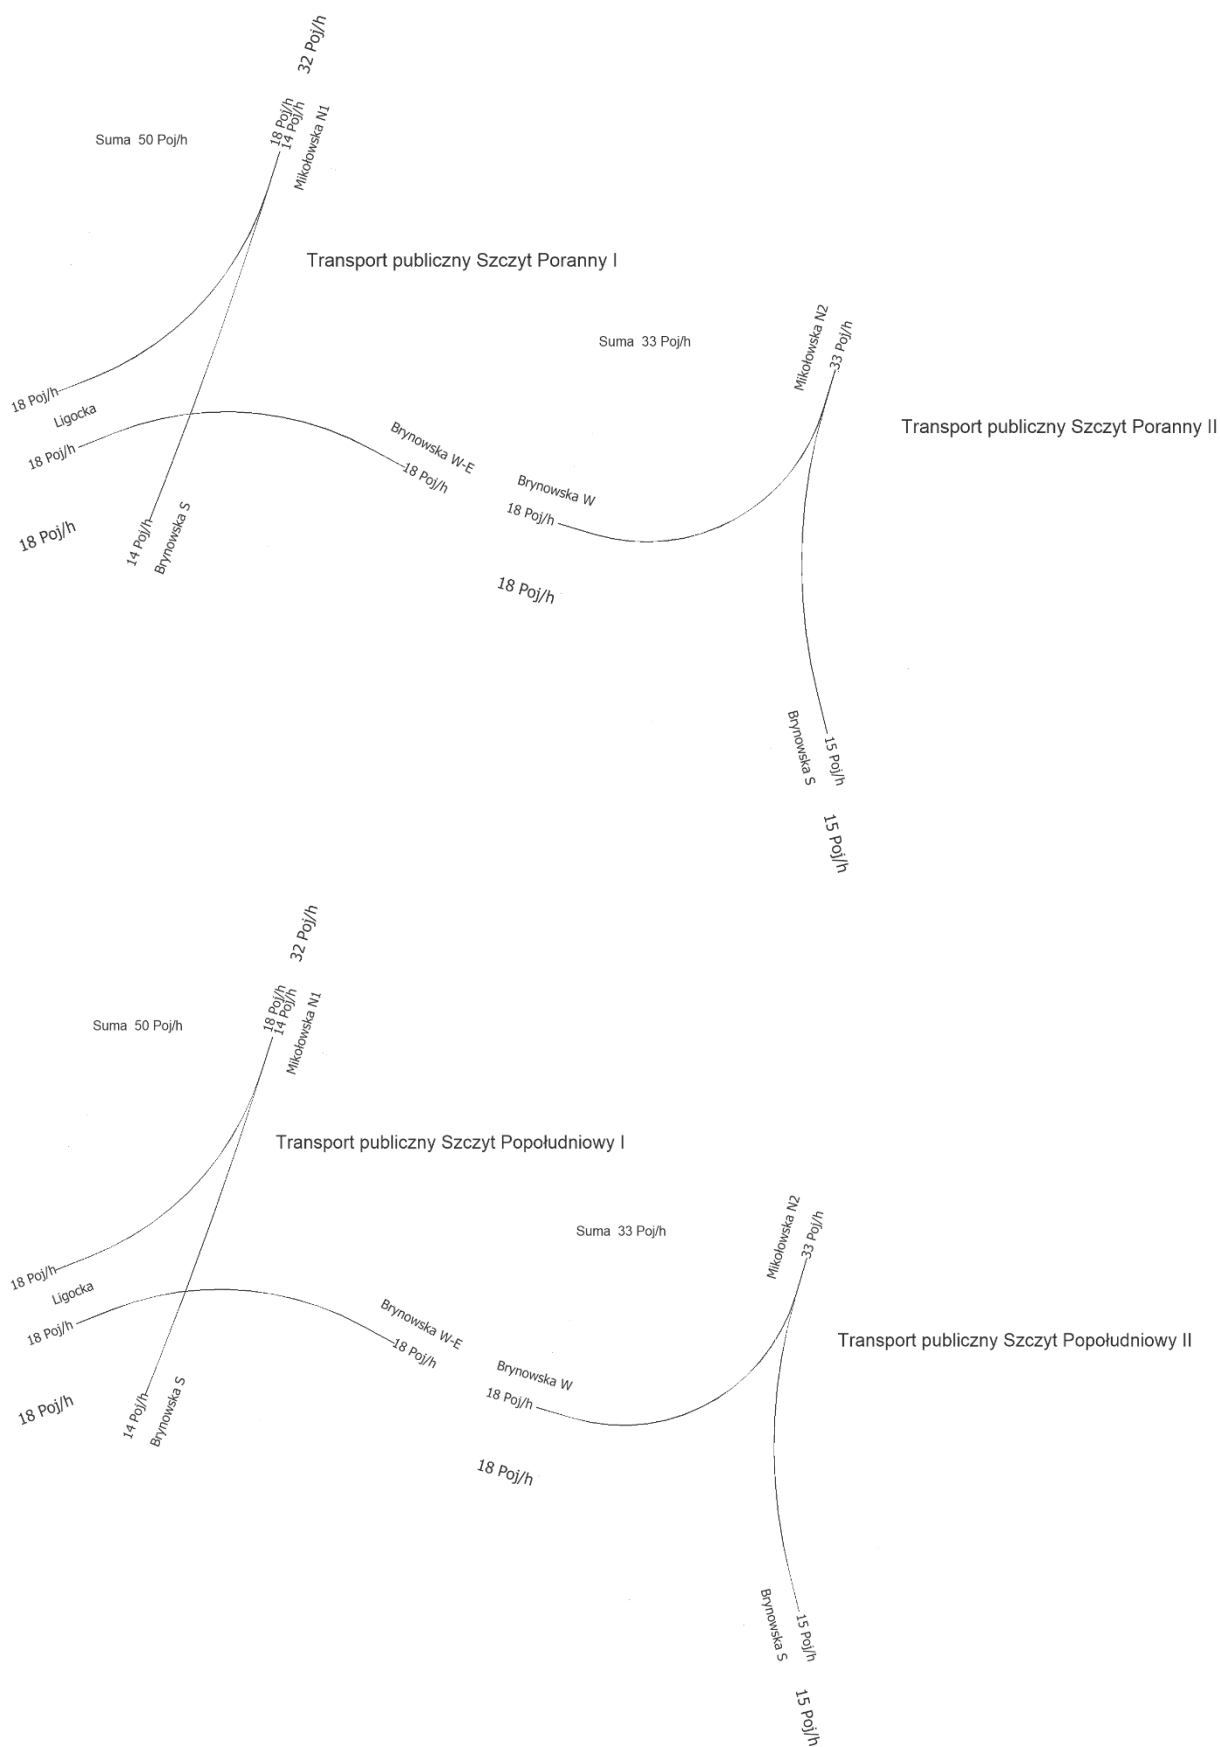 32 Poj/h
18 Poj/h
14 Poj/h
Mikołowska N1
Suma 50 Poj/h
Transport publiczny Szczyt Poranny I
18 Poj/h
Ligocka
18 Poj/h
18 Poj/h
14 Poj/h
Brynowska S
Brynowska W-E
18 Poj/h
Suma 33 Poj/h
Mikołowska N2
33 Poj/h
Transport publiczny Szczyt Poranny II
Brynowska W
18 Poj/h
18 Poj/h
Brynowska S
15 Poj/h
15 Poj/h
32 Poj/h
18 Poj/h
14 Poj/h
Mikołowska N1
Suma 50 Poj/h
Transport publiczny Szczyt Popołudniowy I
18 Poj/h
Ligocka
18 Poj/h
18 Poj/h
14 Poj/h
Brynowska S
Brynowska W-E
18 Poj/h
Suma 33 Poj/h
Mikołowska N2
33 Poj/h
Transport publiczny Szczyt Popołudniowy II
Brynowska W
18 Poj/h
18 Poj/h
Brynowska S
15 Poj/h
15 Poj/h